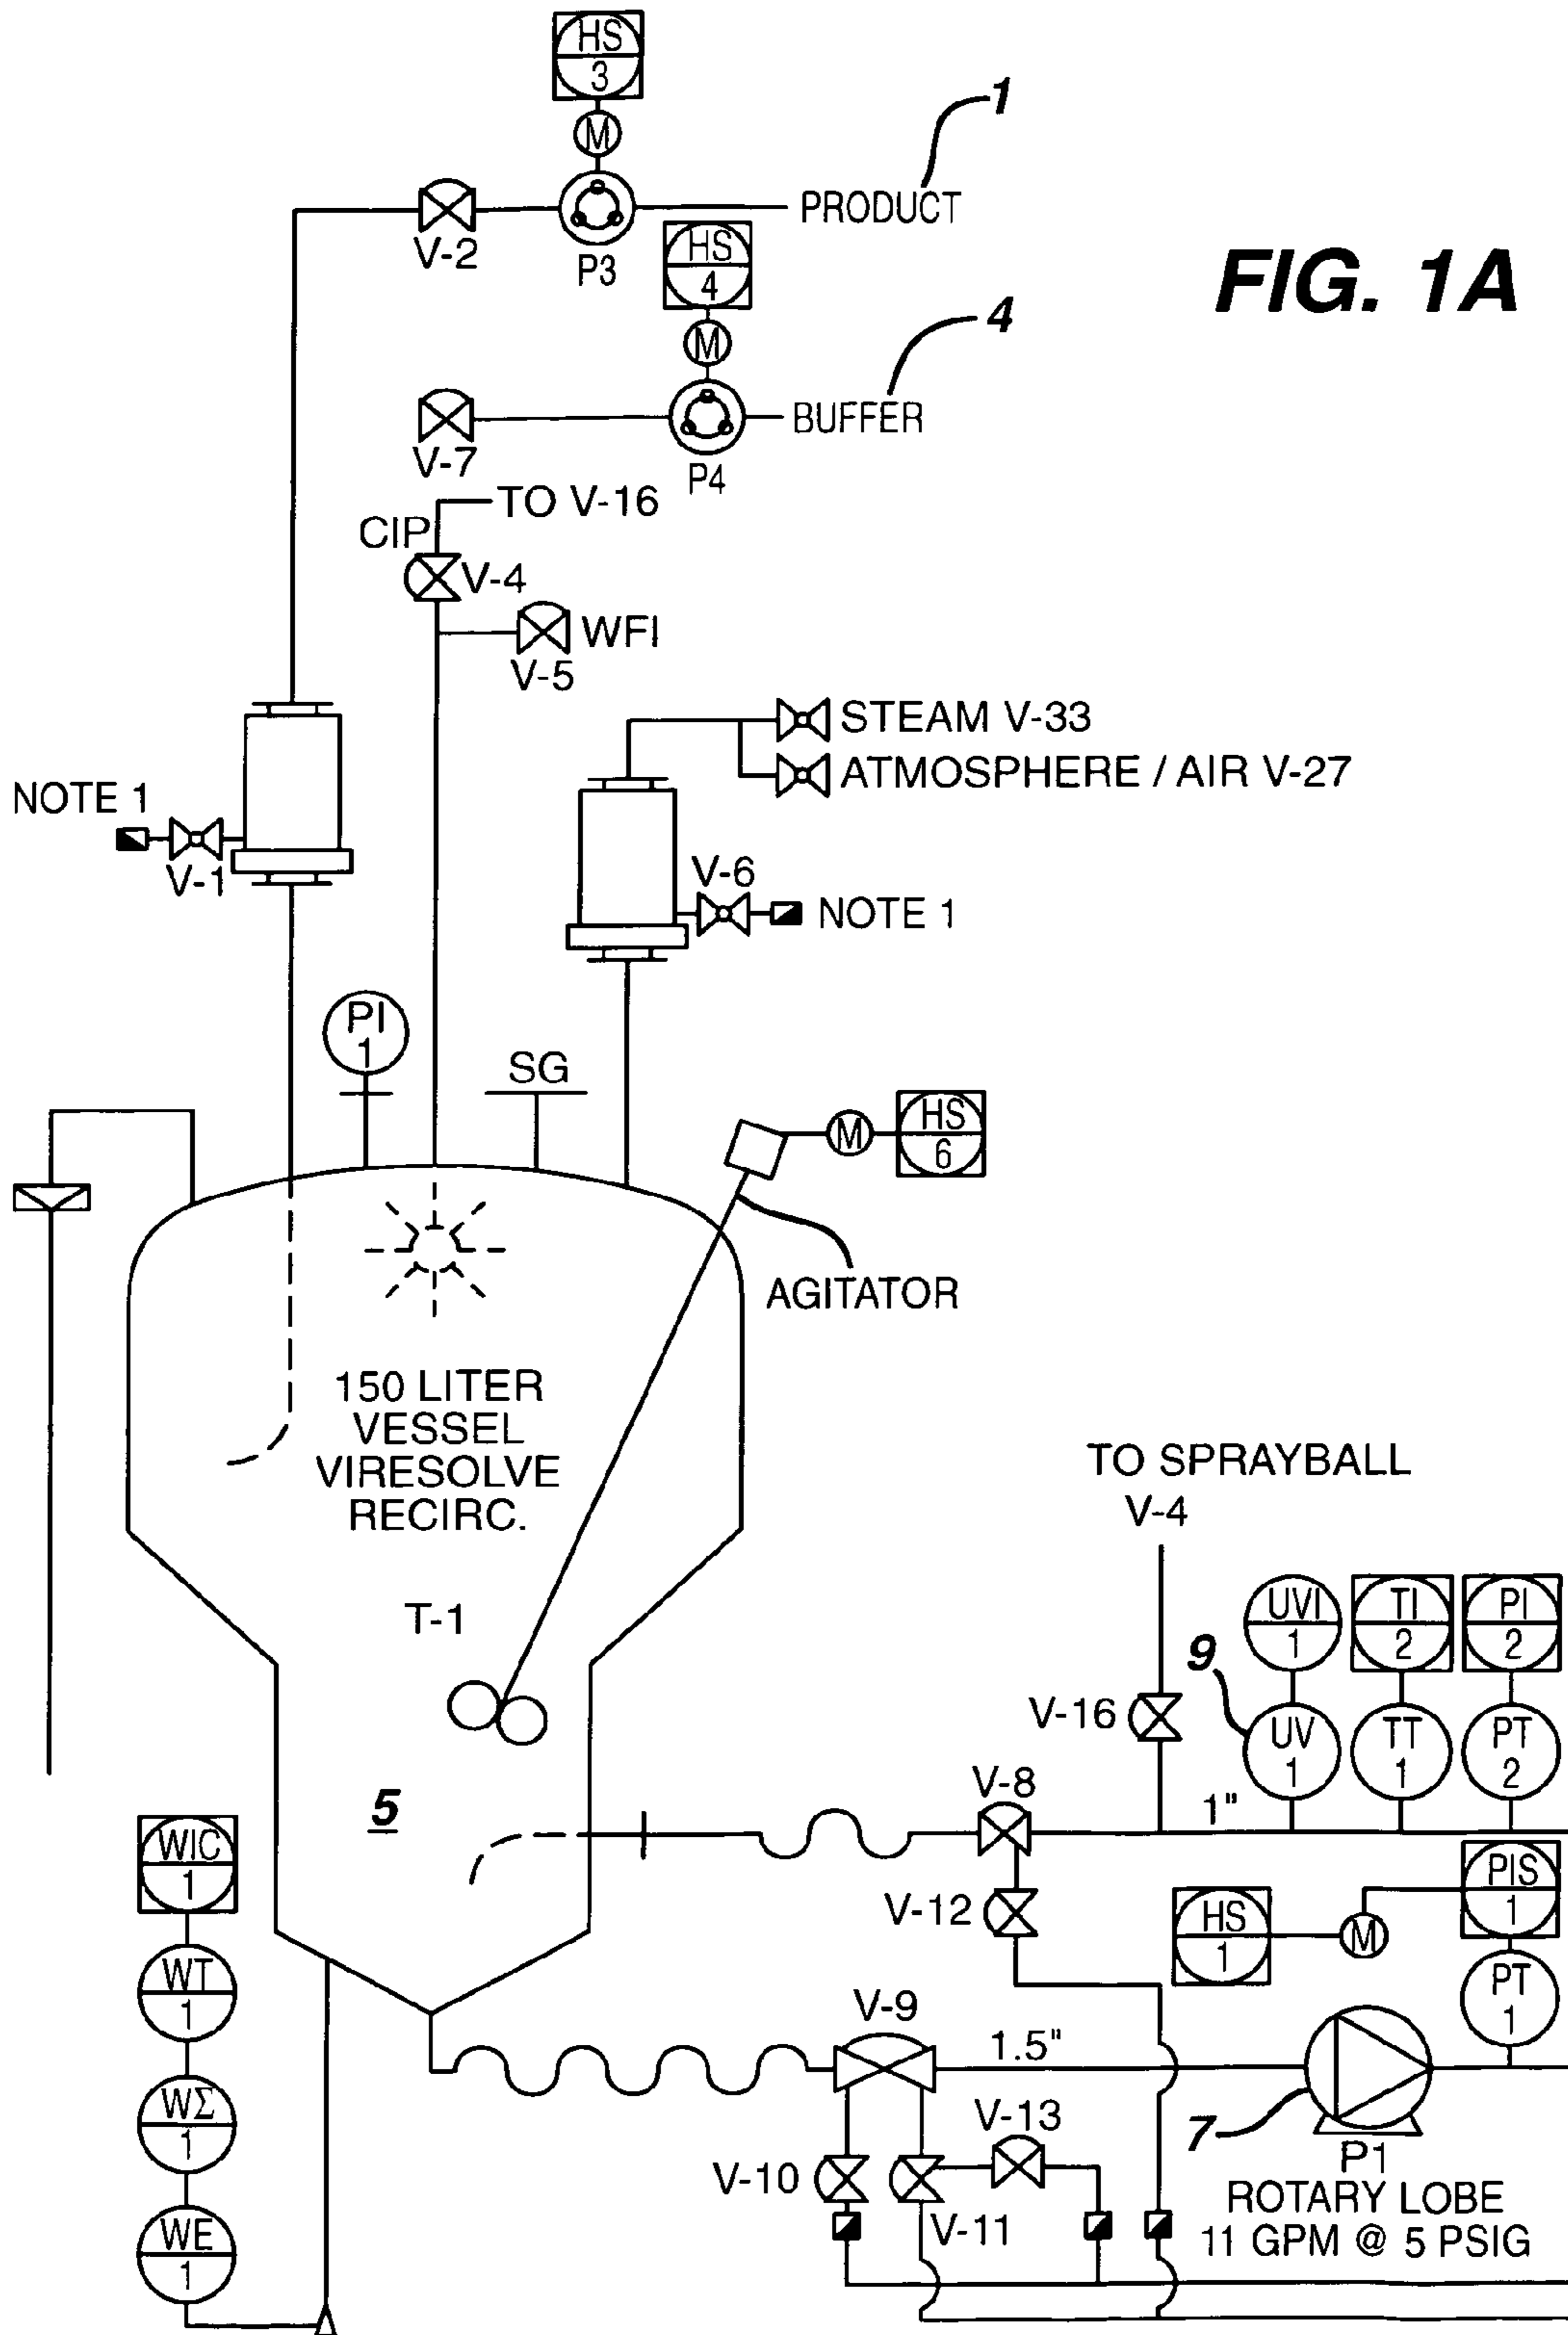 HS
3
M
1
PRODUCT
V-2
P3
HS
4
FIG. 1A
M
4
BUFFER
V-7
P4
TO V-16
CIP
V-4
WFI
V-5
STEAM V-33
ATMOSPHERE / AIR V-27
NOTE 1
V-1
V-6
NOTE 1
PI
1
SG
M
HS
6
AGITATOR
150 LITER
VESSEL
VIRESOLVE
RECIRC.
TO SPRAYBALL
V-4
T-1
UVI
1
TI
2
PI
2
9
V-16
UV
1
TT
1
PT
2
V-8
1"
5
WIC
1
V-12
HS
1
M
PIS
1
WT
1
PT
1
V-9
1.5"
WΣ
1
V-13
7
P1
V-10
V-11
ROTARY LOBE
11 GPM @ 5 PSIG
WE
1